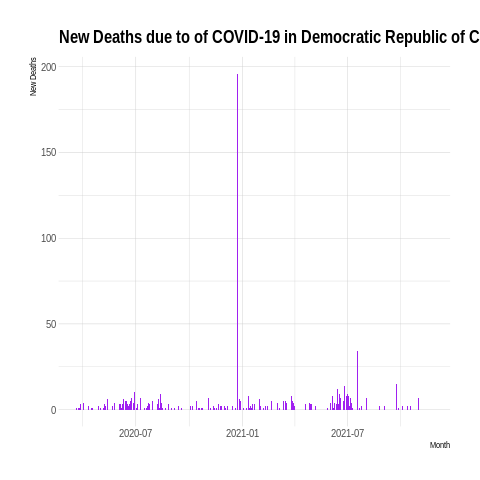 New Deaths due to of COVID-19 in Democratic Republic of C
New Deaths
200
150
100
50
0
2020-07 2021-01 2021-07
Month